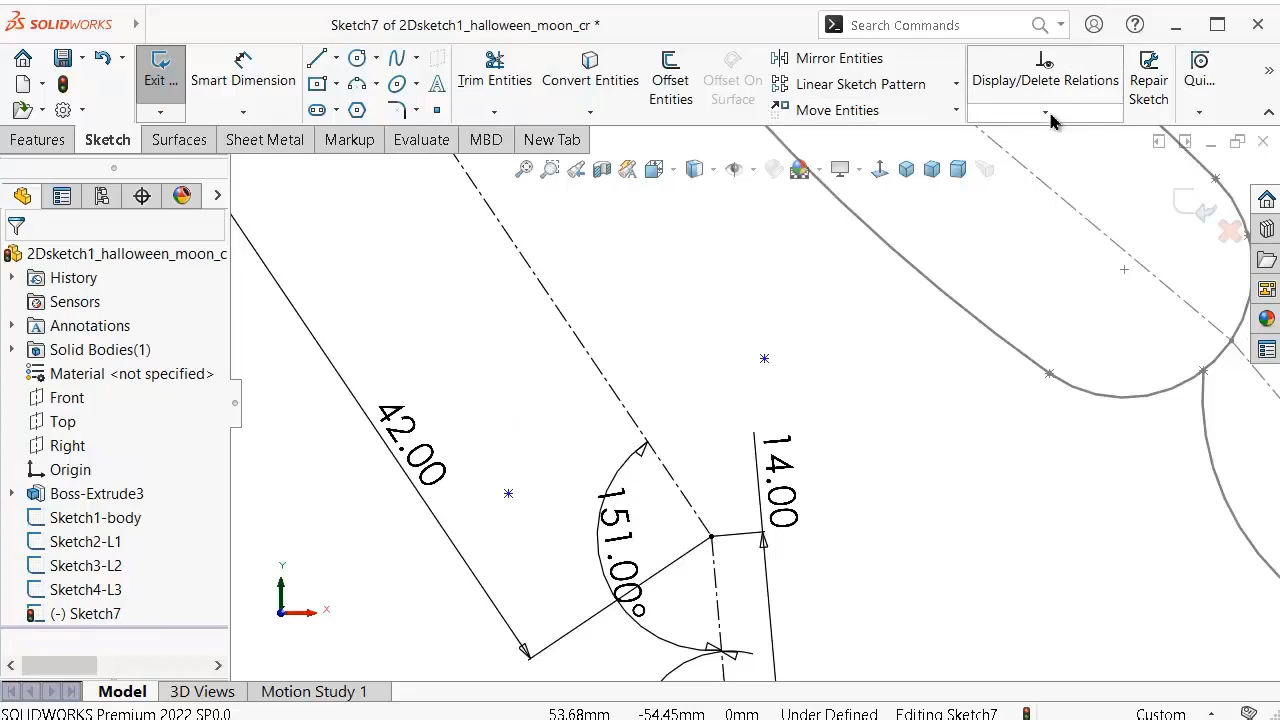 SOLIDWORKS
Sketch7 of 2Dsketch1_halloween_moon_cr *
Search Commands
Exit ...
Smart Dimension
Trim Entities
Convert Entities
Offset Entities
Offset On Surface
Mirror Entities
Linear Sketch Pattern
Move Entities
Display/Delete Relations
Repair Sketch
Qui...
Features
Sketch
Surfaces
Sheet Metal
Markup
Evaluate
MBD
New Tab
2Dsketch1_halloween_moon_c
History
Sensors
Annotations
Solid Bodies(1)
Material <not specified>
Front
Top
Right
Origin
Boss-Extrude3
Sketch1-body
Sketch2-L1
Sketch3-L2
Sketch4-L3
(-) Sketch7
42.00
151.00°
14.00
Y
X
Model
3D Views
Motion Study 1
SOLIDWORKS Premium 2022 SP0.0
53.68mm
-54.45mm
0mm
Under Defined
Editing Sketch7
Custom